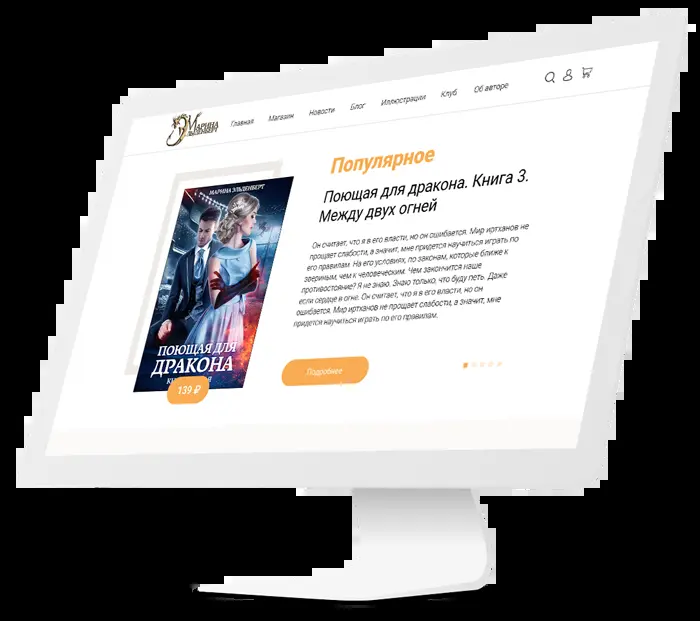 Марина
Эльденберт
Главная
Магазин
Новости
Блог
Иллюстрации
Клуб
Об авторе
Популярное
Поющая для дракона. Книга 3.
Между двух огней
Он считает, что я в его власти, но он ошибается. Мир иртханов не
прощает слабости, а значит, мне придется научиться играть по
его правилам. На его условиях, по законам, которые ближе к
звериным, чем к человеческим. Чем закончится наше
противостояние? Я не знаю. Знаю только, что буду петь. Даже
если сердце в огне. Он считает, что я в его власти, но он
ошибается. Мир иртханов не прощает слабости, а значит, мне
придется научиться играть по его правилам.
Подробнее
МАРИНА ЭЛЬДЕНБЕРТ
ПОЮЩАЯ ДЛЯ
ДРАКОНА
139 ₽